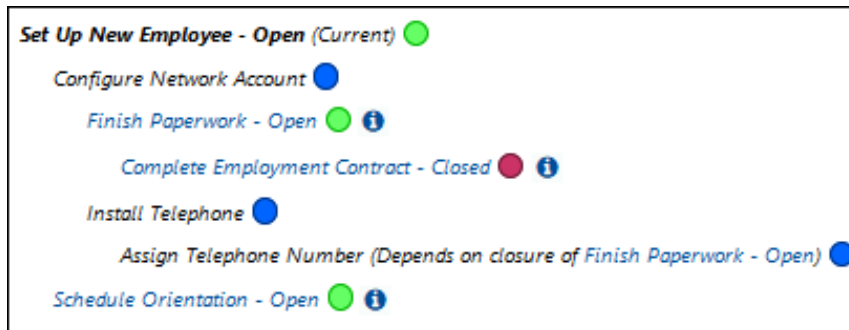 Set Up New Employee - Open (Current)
Configure Network Account
Finish Paperwork - Open
Complete Employment Contract - Closed
Install Telephone
Assign Telephone Number (Depends on closure of Finish Paperwork - Open)
Schedule Orientation - Open